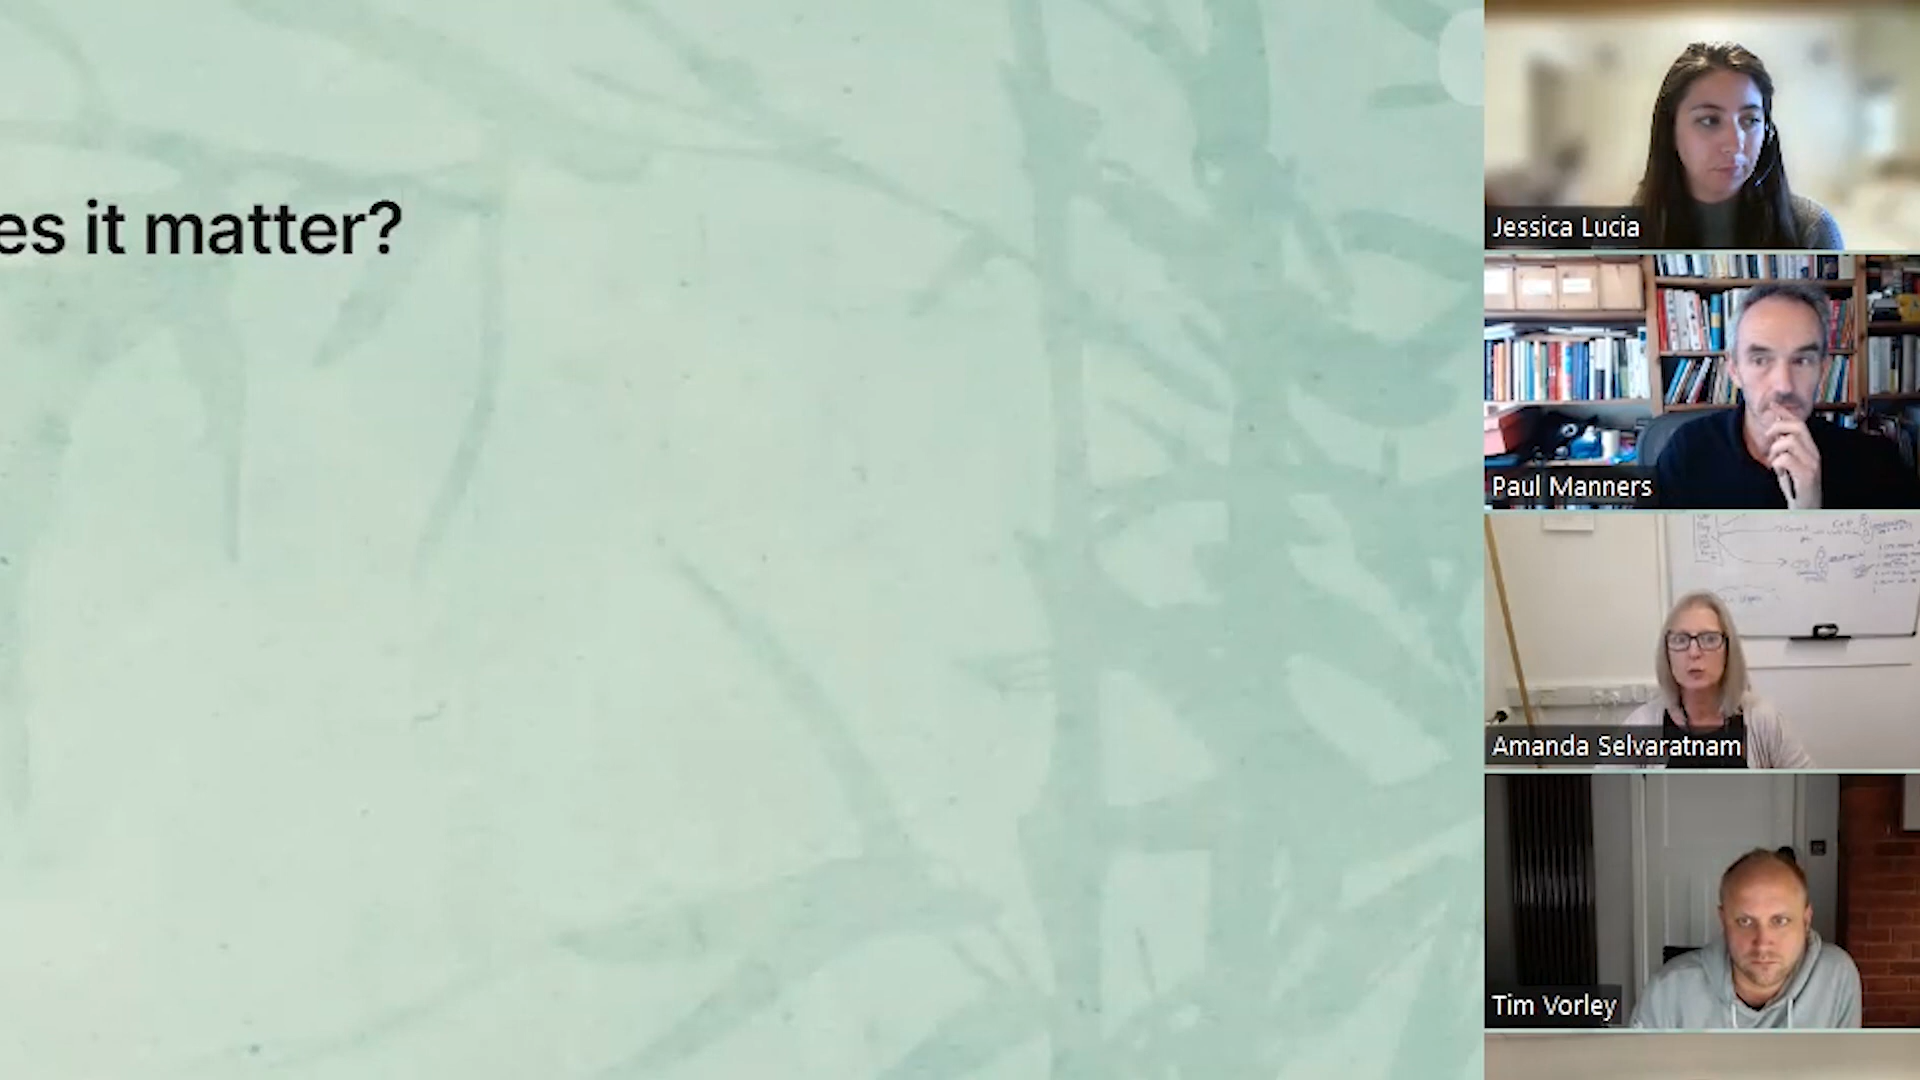 es it matter?
Jessica Lucia
Paul Manners
Amanda Selvaratnam
Tim Vorley